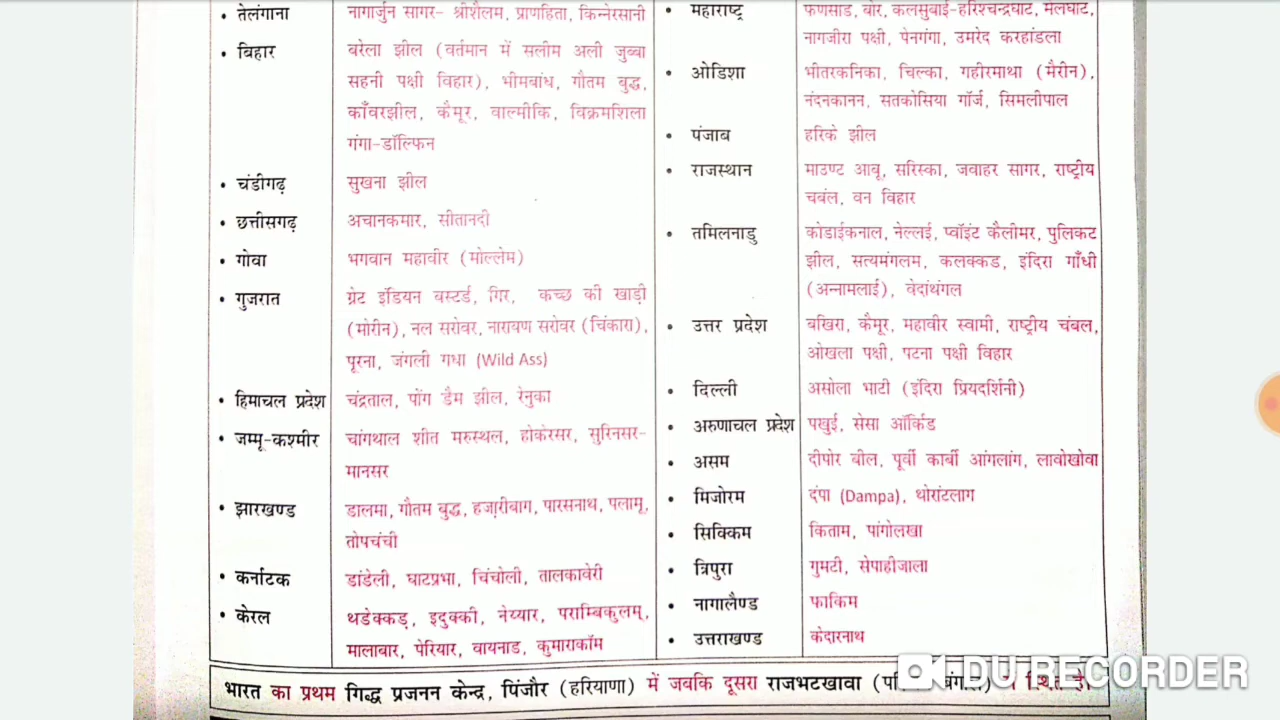 • तेलंगाना नागार्जुन सागर- श्रीशैलम, प्राणहिता, किन्नेरसानी
• बिहार बरेला झील (वर्तमान में सलीम अली जुब्बा
सहनी पक्षी विहार), भीमबांध, गौतम बुद्ध,
काँवरझील, कैमूर, वाल्मीकि, विक्रमशिला
गंगा-डॉल्फिन
• चंडीगढ़ सुखना झील
• छत्तीसगढ़ अचानकमार, सीतानदी
• गोवा भगवान महावीर (मोल्लेम)
• गुजरात ग्रेट इंडियन बस्टर्ड, गिर, कच्छ की खाड़ी
(मोरीन), नल सरोवर, नारायण सरोवर (चिंकारा),
पूरना, जंगली गधा (Wild Ass)
• हिमाचल प्रदेश चंद्रताल, पोंग डैम झील, रेनुका
• जम्मू-कश्मीर चांगथाल शीत मरुस्थल, होकेरसर, सुरिनसर-
मानसर
• झारखण्ड डालमा, गौतम बुद्ध, हजारीबाग, पारसनाथ, पलामू,
तोपचंची
• कर्नाटक डांडेली, घाटप्रभा, चिंचोली, तालकावेरी
• केरल थडेक्कड़, इदुक्की, नेय्यार, पराम्बिकुलम्,
मालाबार, पेरियार, वायनाड, कुमाराकॉम
• महाराष्ट्र फणसाड, बोर, कलसुबाई-हरिश्चन्द्रघाट, मलघाट,
नागजीरा पक्षी, पेनगंगा, उमरेद करहांडला
• ओडिशा भीतरकनिका, चिल्का, गहीरमाथा (मैरीन),
नंदनकानन, सतकोसिया गॉर्ज, सिमलीपाल
• पंजाब हरिके झील
• राजस्थान माउण्ट आबू, सरिस्का, जवाहर सागर, राष्ट्रीय
चबंल, वन विहार
• तमिलनाडु कोडाईकनाल, नेल्लई, प्वॉइंट कैलीमर, पुलिकट
झील, सत्यमंगलम, कलक्कड, इंदिरा गाँधी
(अन्नामलाई), वेदांथंगल
• उत्तर प्रदेश बखिरा, कैमूर, महावीर स्वामी, राष्ट्रीय चंबल,
ओखला पक्षी, पटना पक्षी विहार
• दिल्ली असोला भाटी (इंदिरा प्रियदर्शिनी)
• अरुणाचल प्रदेश पखुई, सेसा ऑर्किड
• असम दीपोर बील, पूर्वी कार्बी आंगलांग, लावोखोवा
• मिजोरम दंपा (Dampa), थोरांटलाग
• सिक्किम किताम, पांगोलखा
• त्रिपुरा गुमटी, सेपाहीजाला
• नागालैण्ड फाकिम
• उत्तराखण्ड केदारनाथ
भारत का प्रथम गिद्ध प्रजनन केन्द्र, पिंजौर (हरियाणा) में जबकि दूसरा राजभटखावा
DU RECORDER